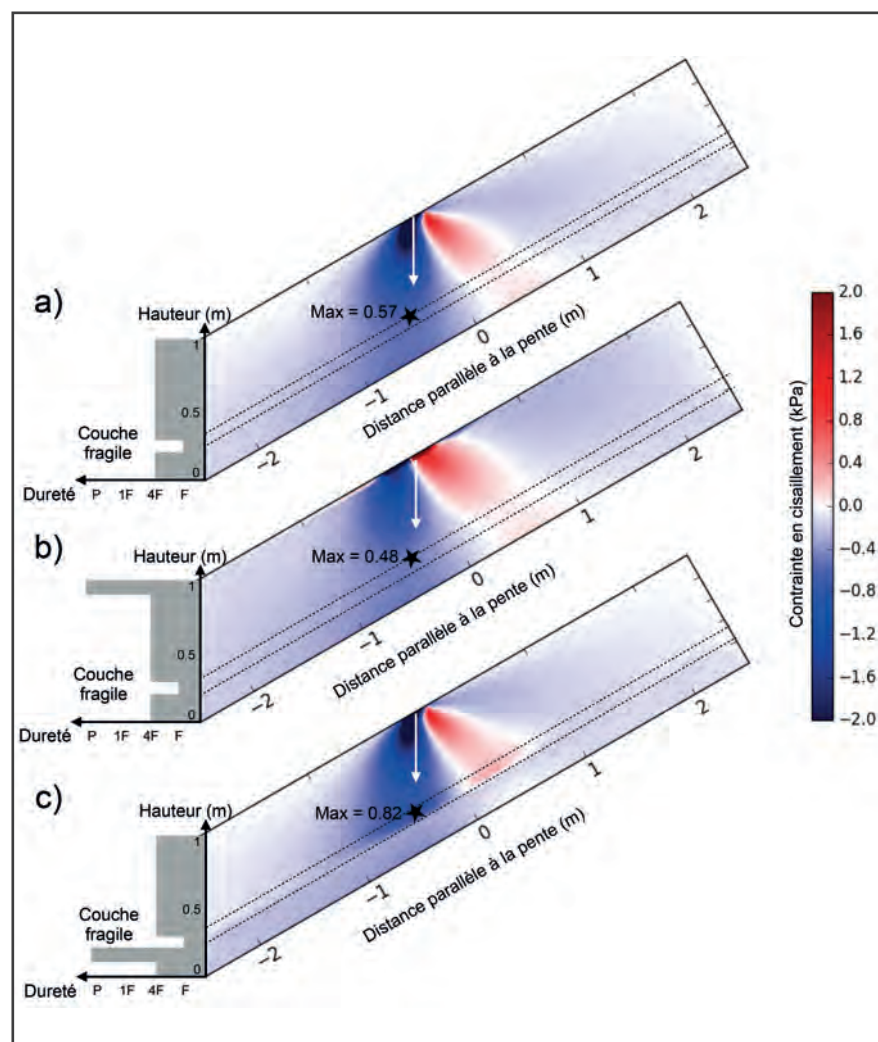 a)
Hauteur (m)
1
0.5
0
Couche
fragile
Dureté P 1F 4F F
Max = 0.57
−2
−1
0
1
2
Distance parallèle à la pente (m)
b)
Hauteur (m)
1
0.5
0
Couche
fragile
Dureté P 1F 4F F
Max = 0.48
−2
−1
0
1
2
Distance parallèle à la pente (m)
c)
Hauteur (m)
1
0.5
0
Couche
fragile
Dureté P 1F 4F F
Max = 0.82
−2
−1
0
1
2
Distance parallèle à la pente (m)
2.0
1.6
1.2
0.8
0.4
0.0
−0.4
−0.8
−1.2
−1.6
−2.0
Contrainte en cisaillement (kPa)